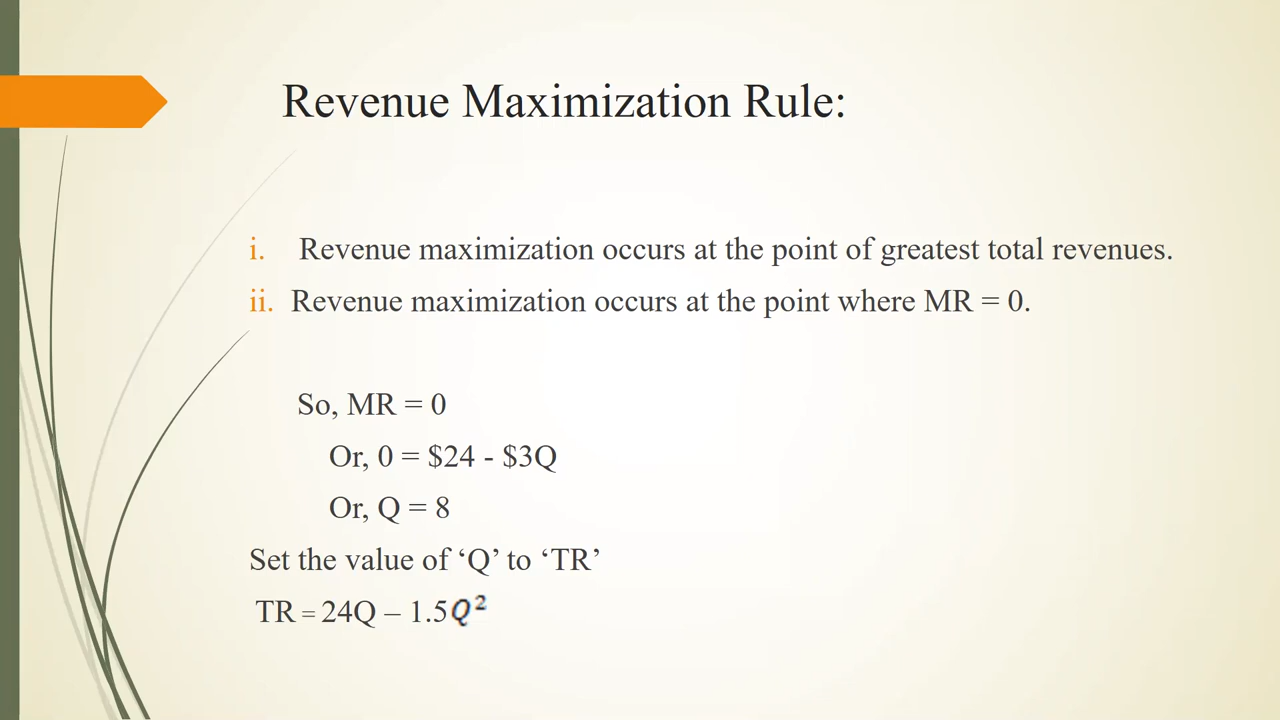 Revenue Maximization Rule:
i. Revenue maximization occurs at the point of greatest total revenues.
ii. Revenue maximization occurs at the point where MR = 0.
So, MR = 0
Or, 0 = $24 - $3Q
Or, Q = 8
Set the value of ‘Q’ to ‘TR’
TR = 24Q – 1.5Q²